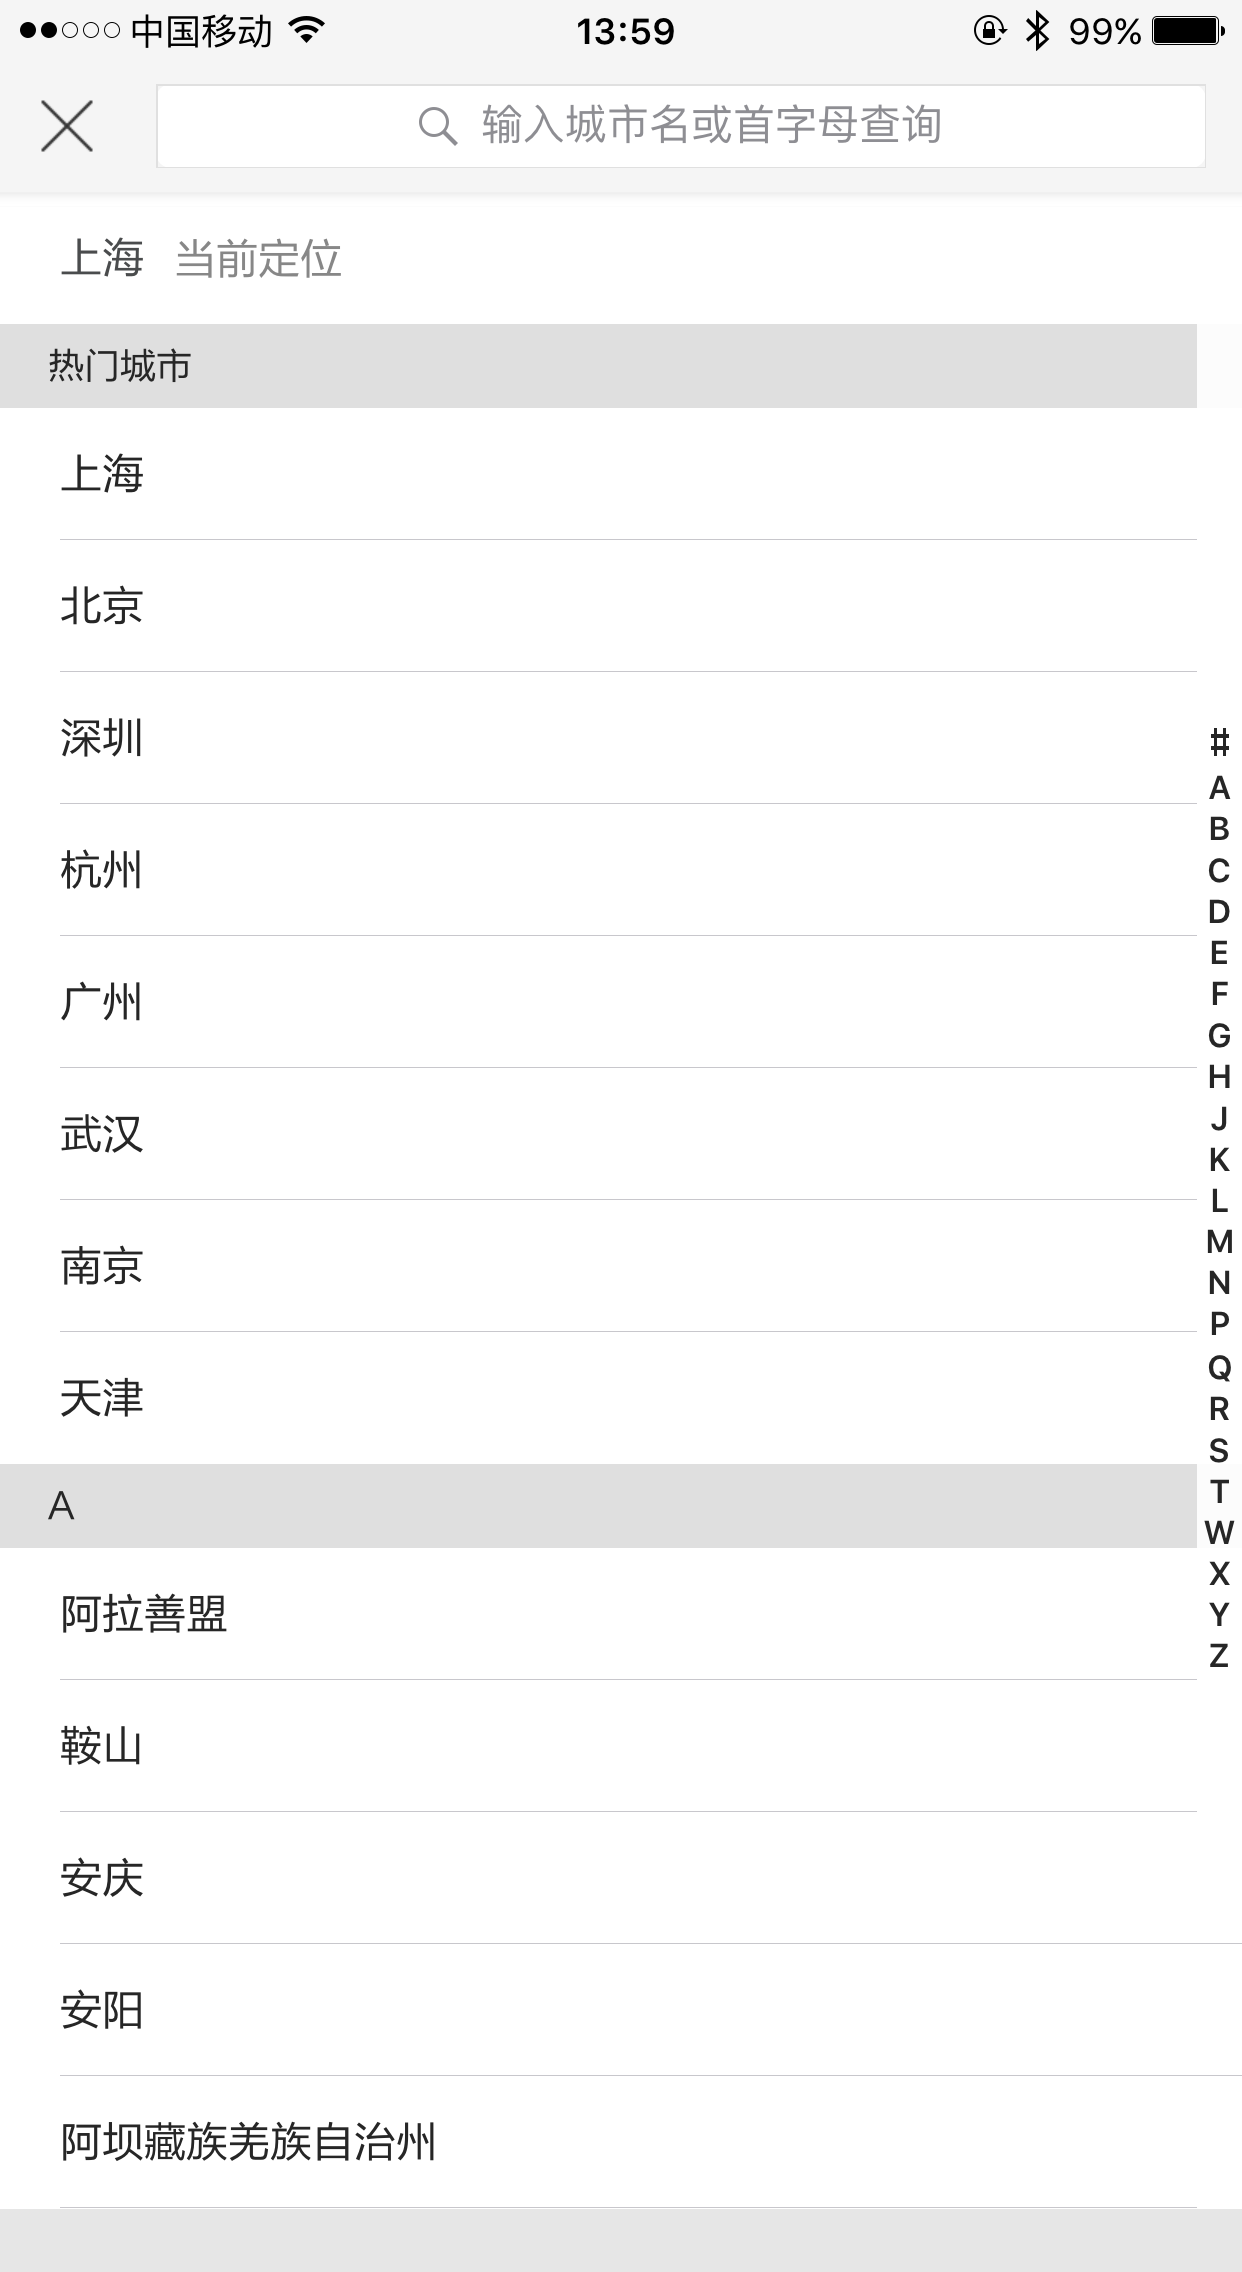 中国移动 13:59 99%
输入城市名或首字母查询
上海 当前定位
热门城市
上海
北京
深圳
杭州
广州
武汉
南京
天津
A
阿拉善盟
鞍山
安庆
安阳
阿坝藏族羌族自治州
#
A
B
C
D
E
F
G
H
J
K
L
M
N
P
Q
R
S
T
W
X
Y
Z